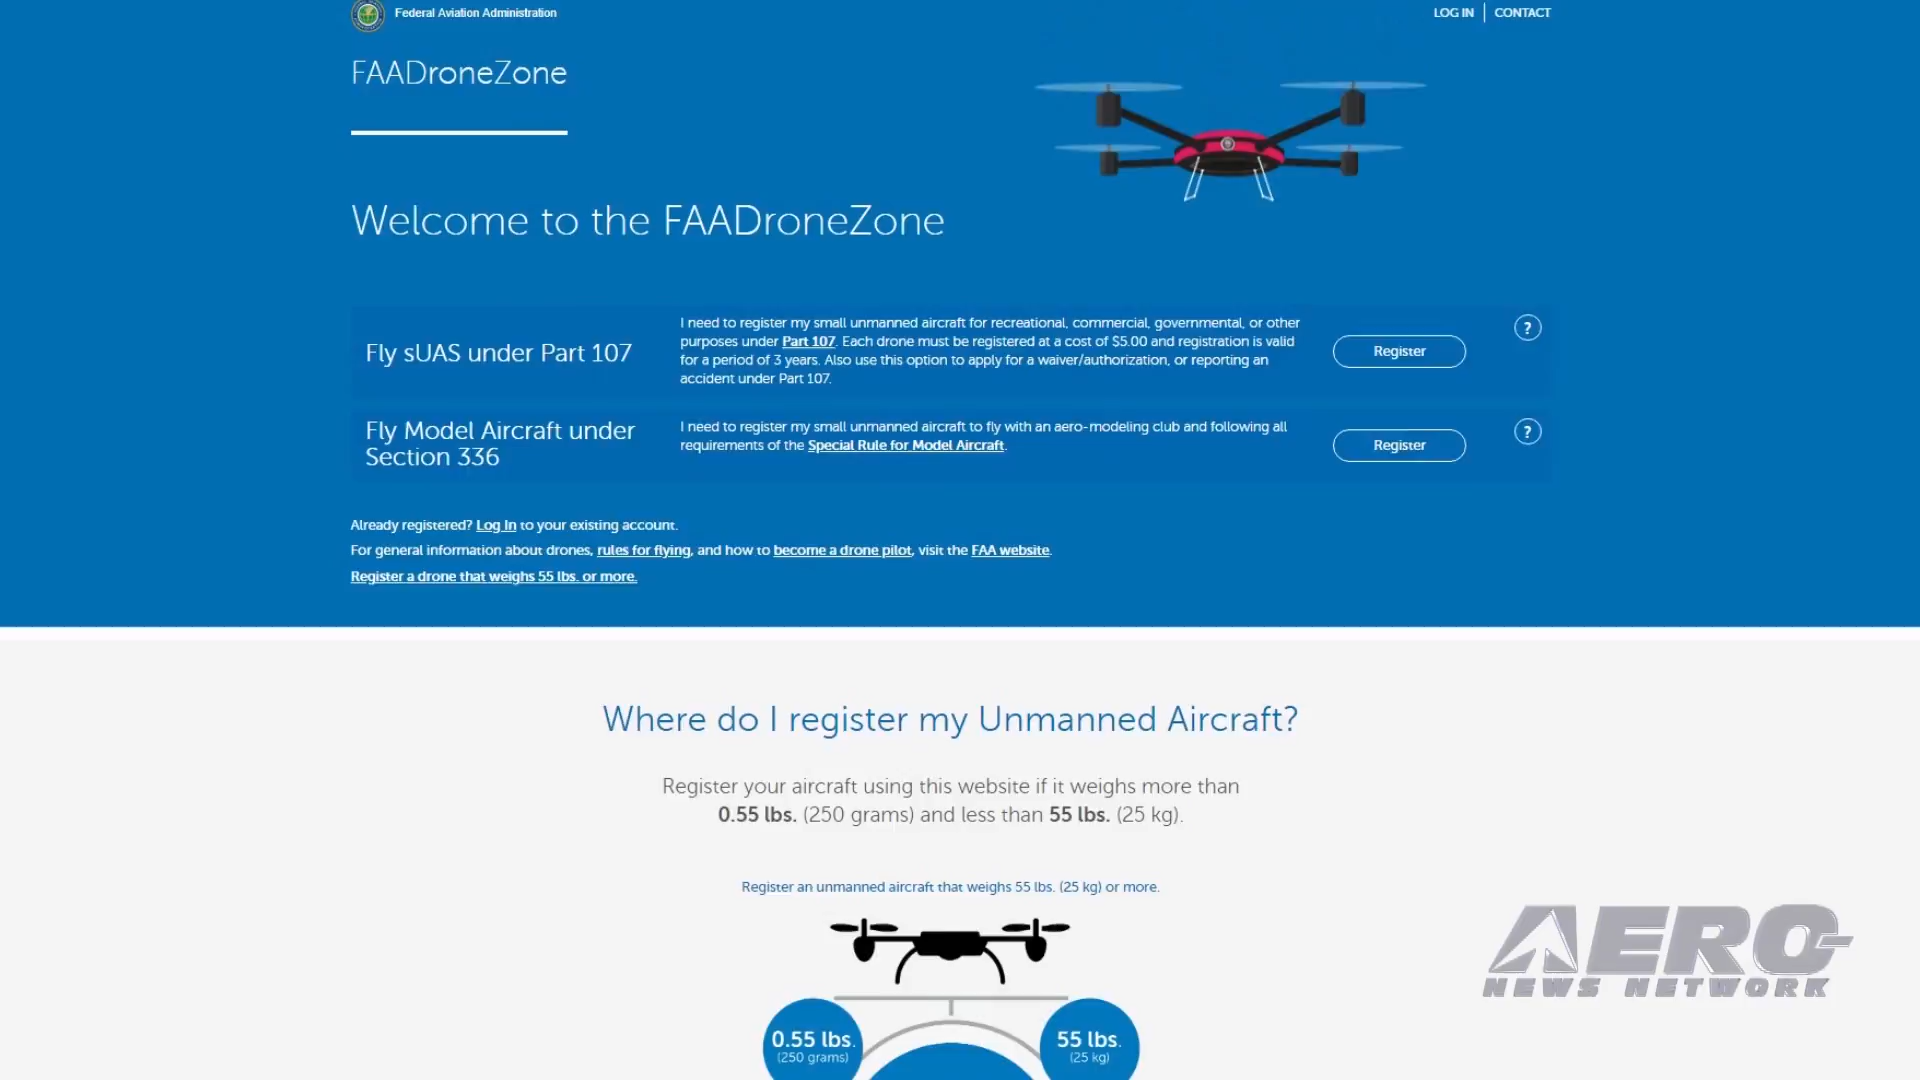 Federal Aviation Administration
LOG IN
CONTACT
FAADroneZone
Welcome to the FAADroneZone
Fly sUAS under Part 107
I need to register my small unmanned aircraft for recreational, commercial, governmental, or other
purposes under Part 107. Each drone must be registered at a cost of $5.00 and registration is valid
for a period of 3 years. Also use this option to apply for a waiver/authorization, or reporting an
accident under Part 107.
Register
?
Fly Model Aircraft under
Section 336
I need to register my small unmanned aircraft to fly with an aero-modeling club and following all
requirements of the Special Rule for Model Aircraft.
Register
?
Already registered? Log In to your existing account.
For general information about drones, rules for flying, and how to become a drone pilot, visit the FAA website.
Register a drone that weighs 55 lbs. or more.
Where do I register my Unmanned Aircraft?
Register your aircraft using this website if it weighs more than
0.55 lbs. (250 grams) and less than 55 lbs. (25 kg).
Register an unmanned aircraft that weighs 55 lbs. (25 kg) or more.
0.55 lbs.
(250 grams)
55 lbs.
(25 kg)
AERO-
NEWS NETWORK